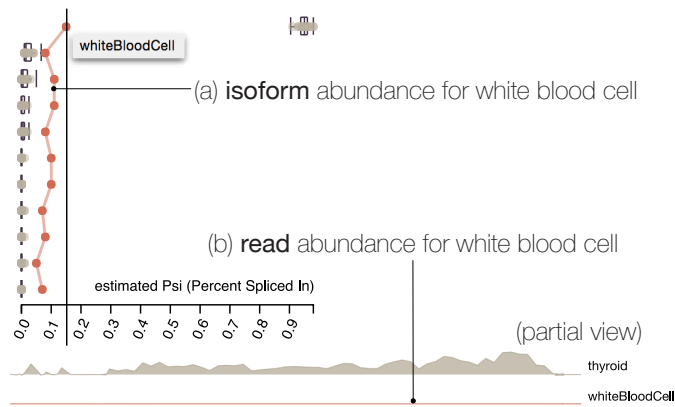 whiteBloodCell
(a) isoform abundance for white blood cell
(b) read abundance for white blood cell
estimated Psi (Percent Spliced In)
0.0 0.1 0.2 0.3 0.4 0.5 0.6 0.7 0.8 0.9
(partial view)
thyroid
whiteBloodCell